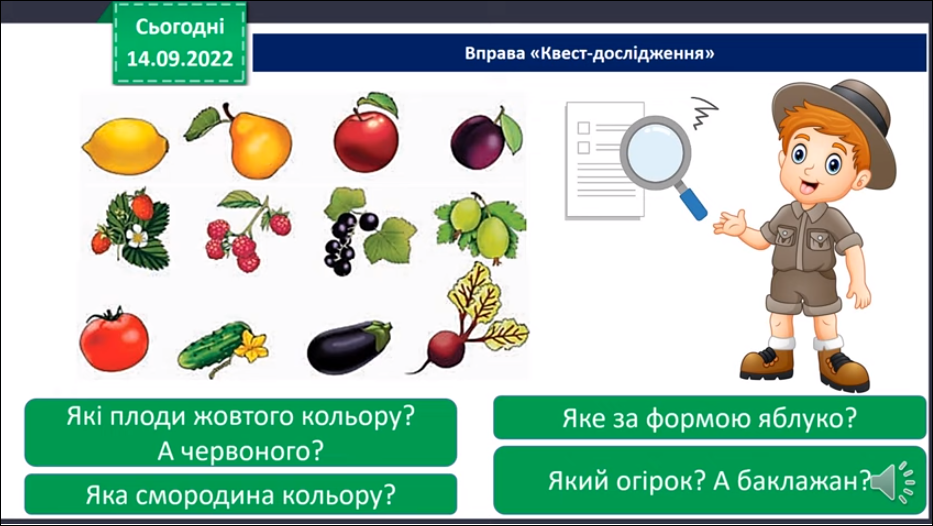 Сьогодні
14.09.2022
Вправа «Квест-дослідження»
Які плоди жовтого кольору?
А червоного?
Яка смородина кольору?
Яке за формою яблуко?
Який огірок? А баклажан?